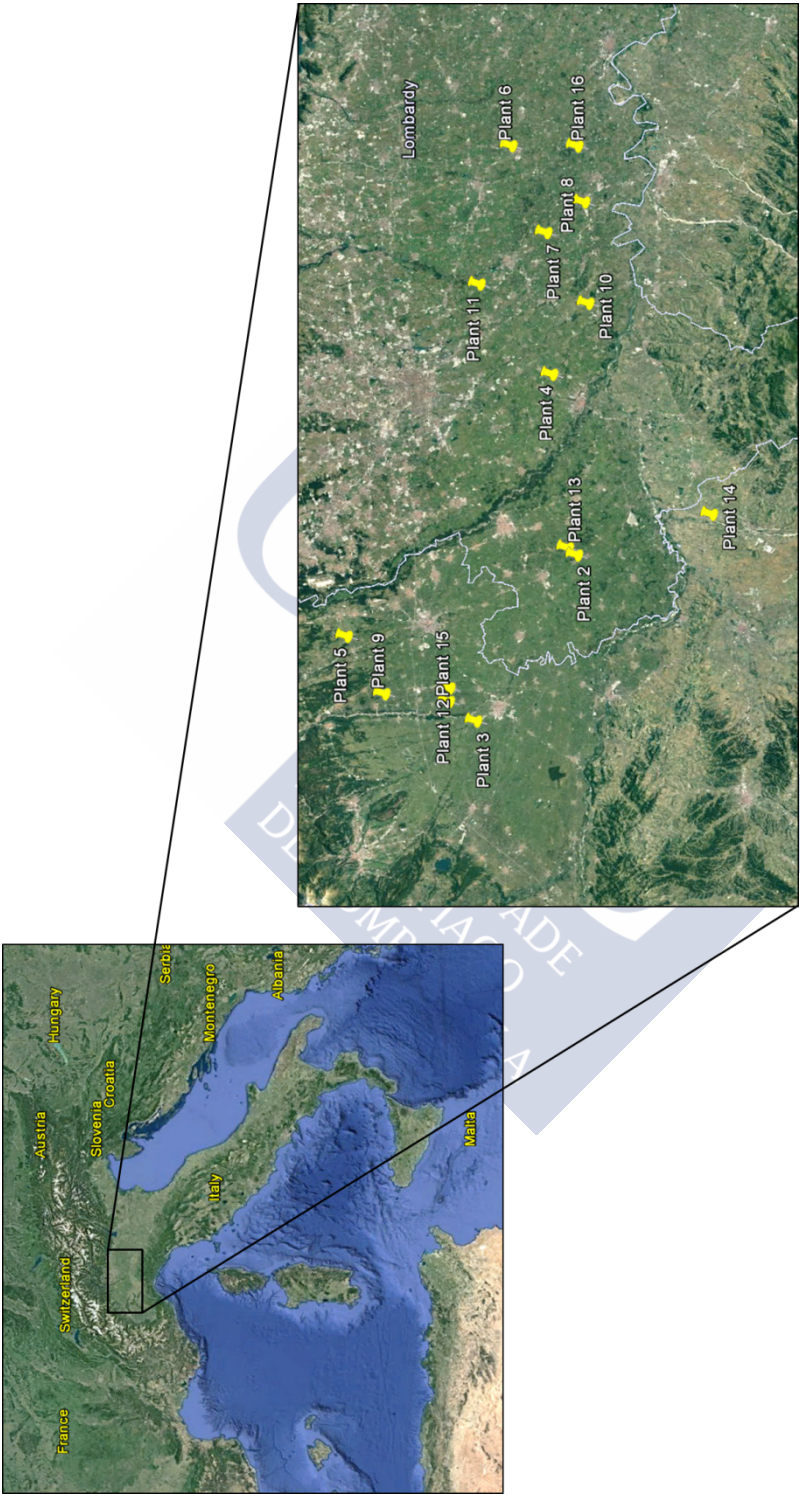 Austria
Hungary
France
Switzerland
Slovenia
Croatia
Serbia
Montenegro
Italy
Albania
Malta
Plant 5
Plant 9
Lombardy
Plant 12
Plant 15
Plant 11
Plant 3
Plant 6
Plant 4
Plant 7
Plant 8
Plant 13
Plant 16
Plant 2
Plant 10
Plant 14